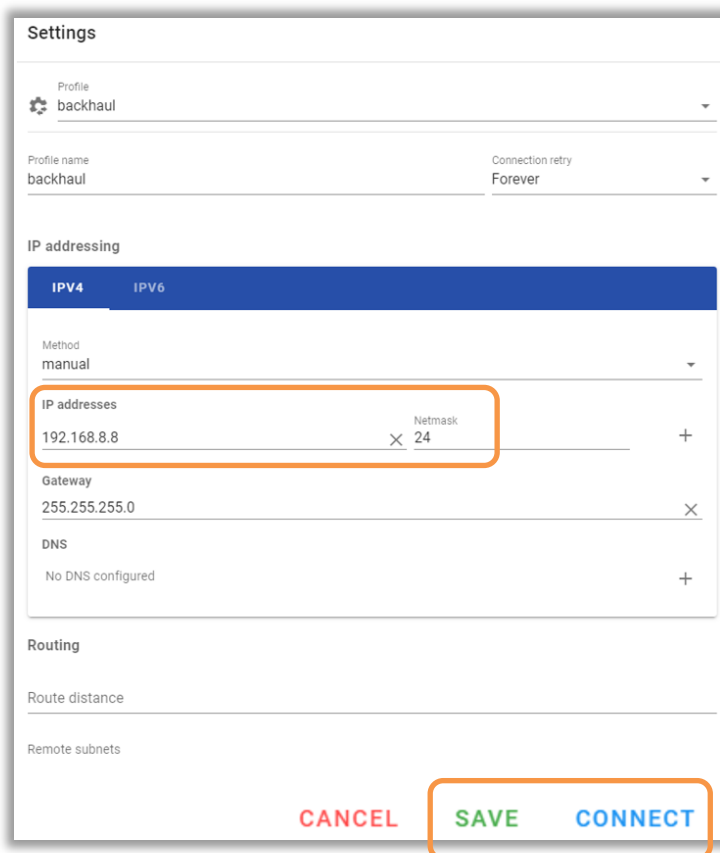 Settings
Profile
backhaul
Profile name
Connection retry
backhaul
Forever
IP addressing
IPV4 IPV6
Method
manual
IP addresses
Netmask
192.168.8.8
24
Gateway
255.255.255.0
DNS
No DNS configured
Routing
Route distance
Remote subnets
CANCEL SAVE CONNECT